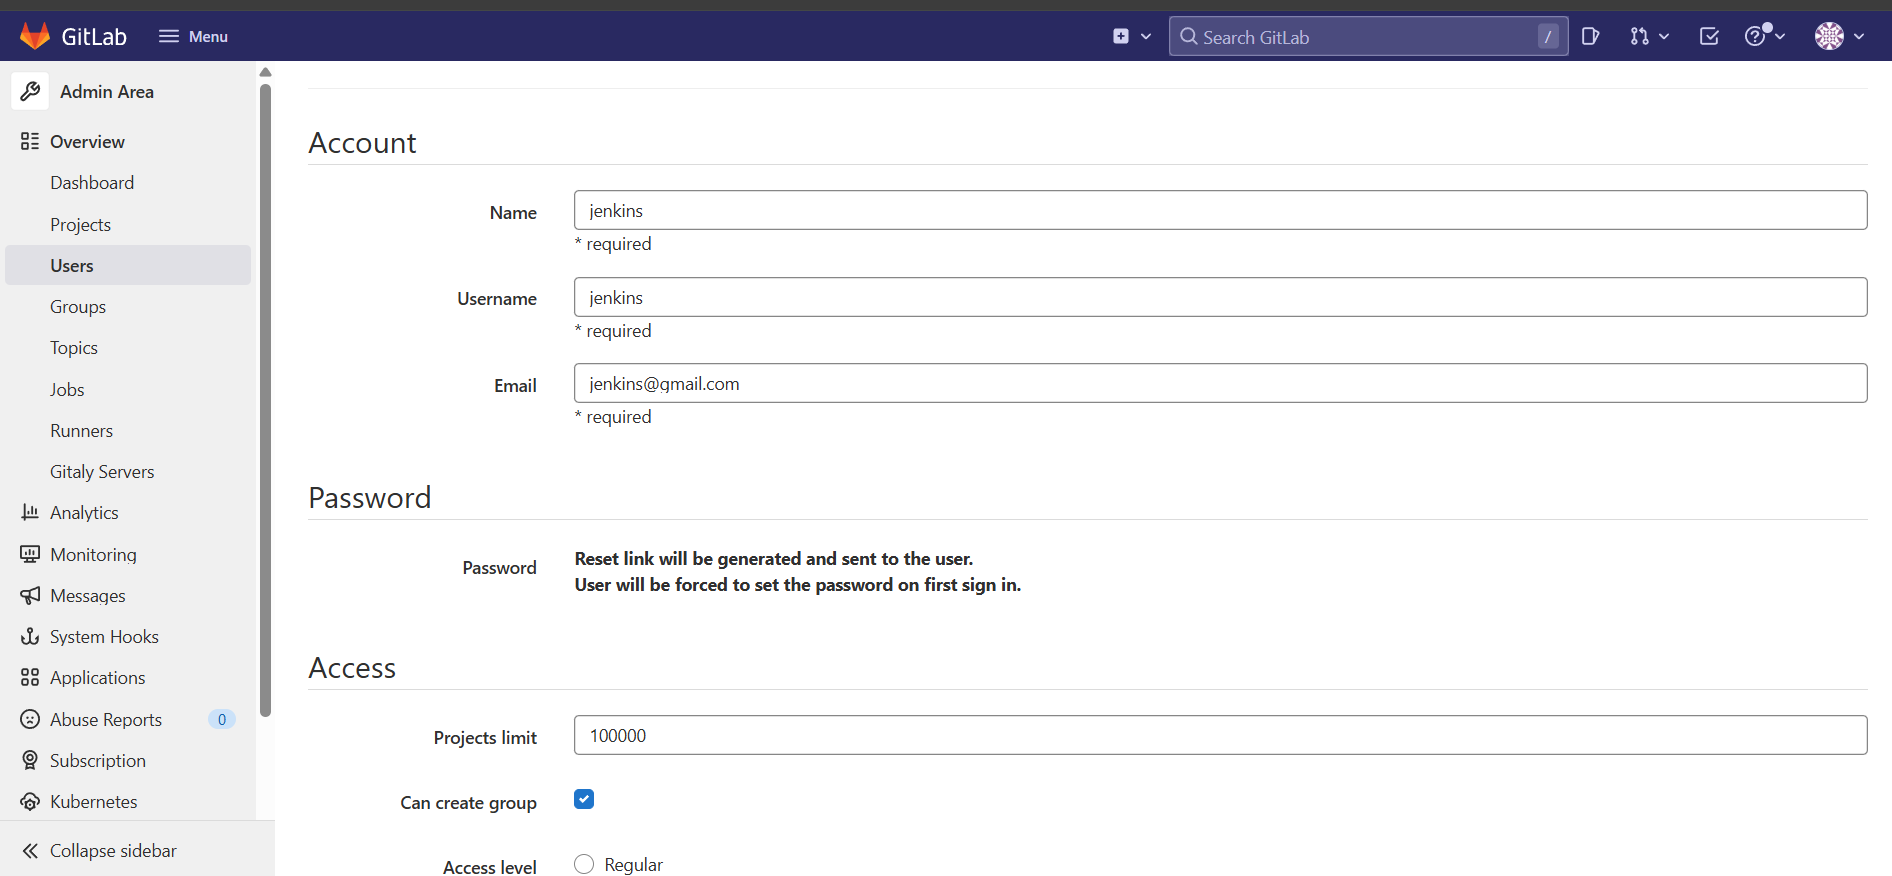 GitLab
Menu
Search GitLab
/
Admin Area
Overview
Dashboard
Projects
Users
Groups
Topics
Jobs
Runners
Gitaly Servers
Analytics
Monitoring
Messages
System Hooks
Applications
Abuse Reports 0
Subscription
Kubernetes
Collapse sidebar
Account
Name jenkins
* required
Username jenkins
* required
Email jenkins@gmail.com
* required
Password
Password Reset link will be generated and sent to the user.
User will be forced to set the password on first sign in.
Access
Projects limit 100000
Can create group
Access level Regular